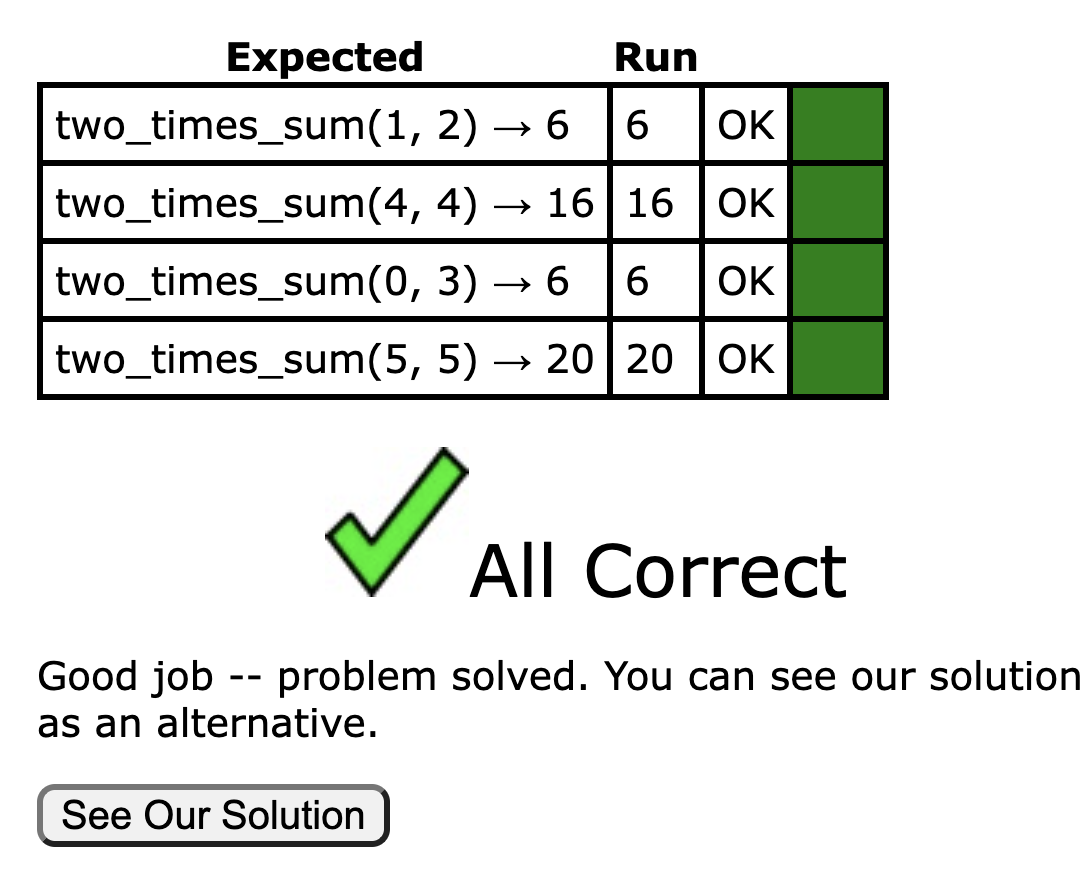 Expected Run
two_times_sum(1, 2) → 6 6 OK
two_times_sum(4, 4) → 16 16 OK
two_times_sum(0, 3) → 6 6 OK
two_times_sum(5, 5) → 20 20 OK
All Correct
Good job -- problem solved. You can see our solution
as an alternative.
See Our Solution